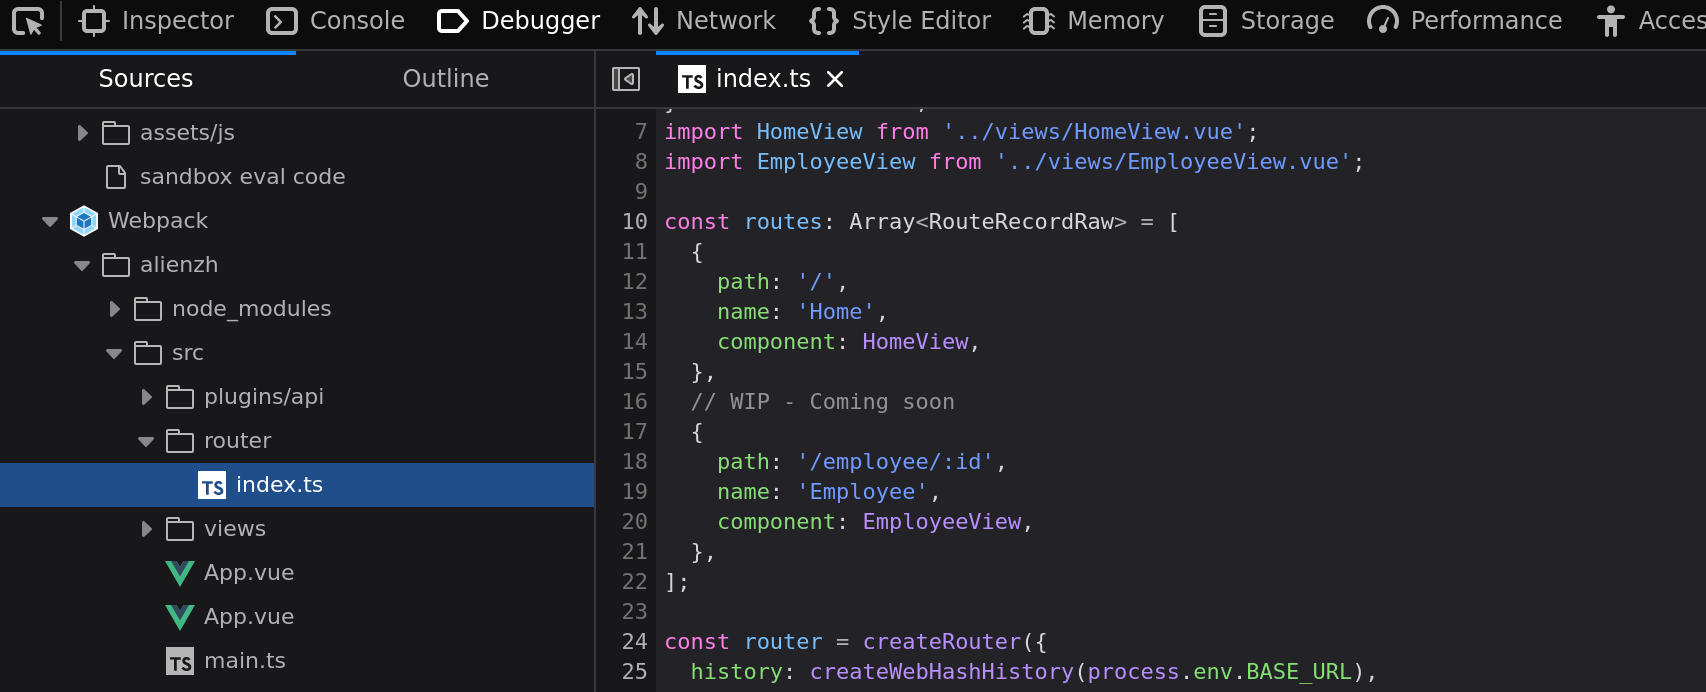 Inspector Console Debugger Network Style Editor Memory Storage Performance Acces
Sources Outline
assets/js
sandbox eval code
Webpack
alienzh
node_modules
src
plugins/api
router
TS index.ts
views
App.vue
App.vue
TS main.ts
TS index.ts
7 import HomeView from '../views/HomeView.vue';
8 import EmployeeView from '../views/EmployeeView.vue';
9
10 const routes: Array<RouteRecordRaw> = [
11   {
12     path: '/',
13     name: 'Home',
14     component: HomeView,
15   },
16   // WIP - Coming soon
17   {
18     path: '/employee/:id',
19     name: 'Employee',
20     component: EmployeeView,
21   },
22 ];
23
24 const router = createRouter({
25   history: createWebHashHistory(process.env.BASE_URL),